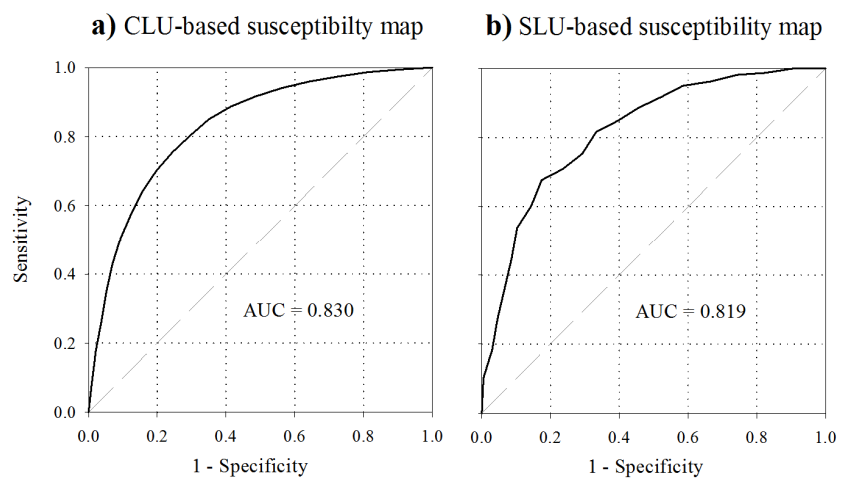 a) CLU-based susceptibilty map
b) SLU-based susceptibility map
1.0
0.8
0.6
0.4
0.2
0.0
Sensitivity
AUC = 0.830
AUC = 0.819
0.0 0.2 0.4 0.6 0.8 1.0
0.0 0.2 0.4 0.6 0.8 1.0
1 - Specificity
1 - Specificity